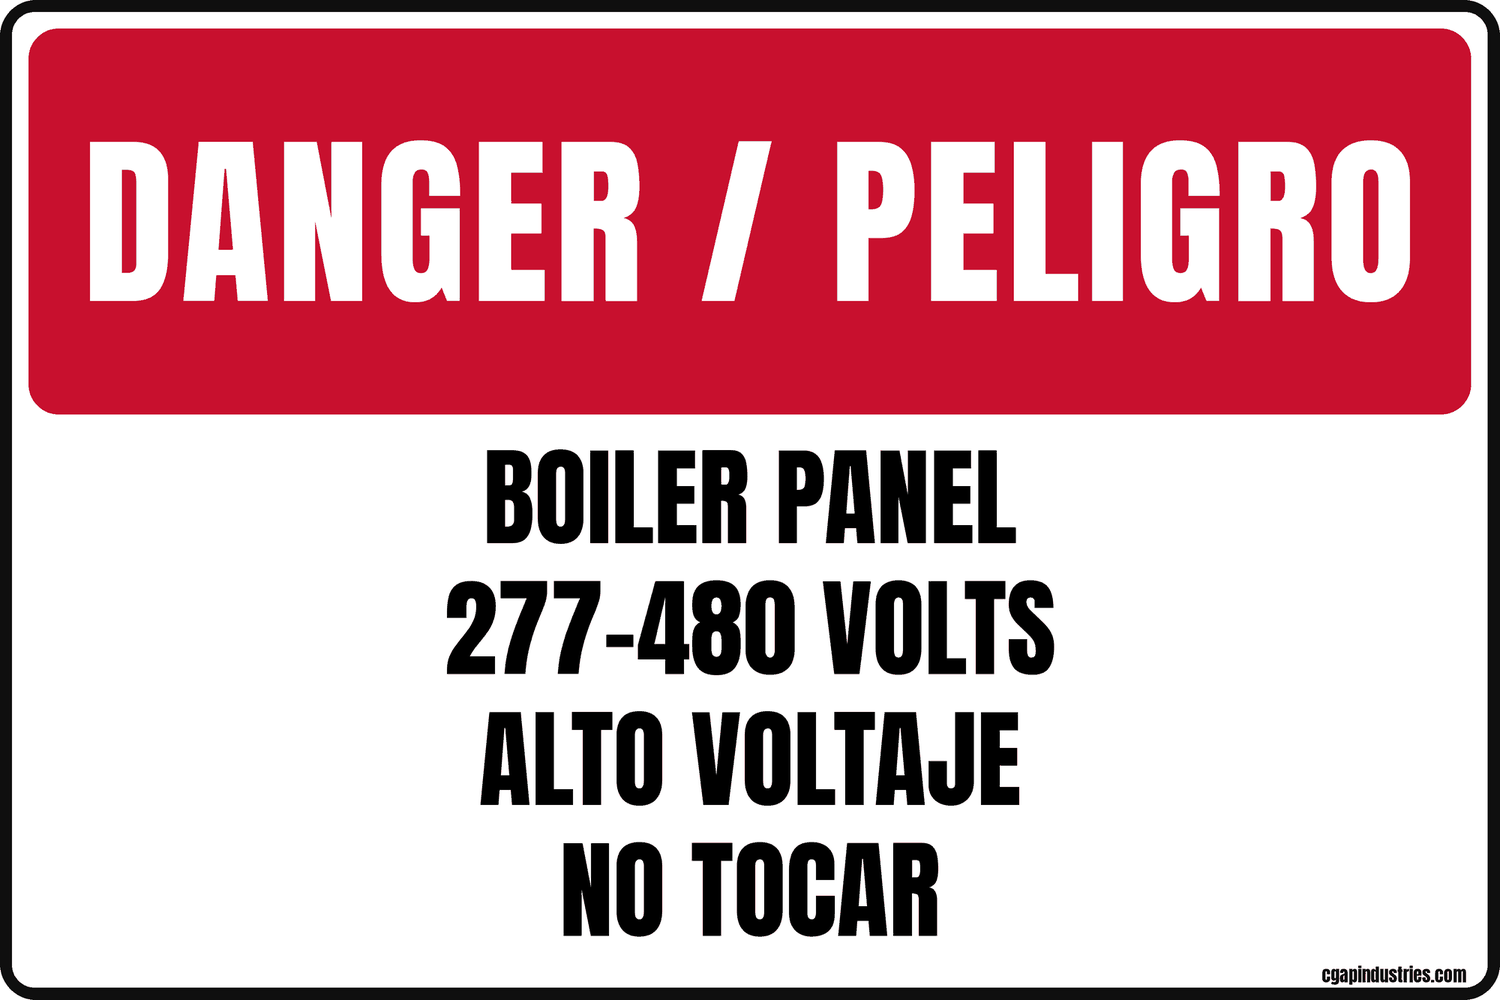 DANGER / PELIGRO
BOILER PANEL
277-480 VOLTS
ALTO VOLTAJE
NO TOCAR
cgapindustries.com